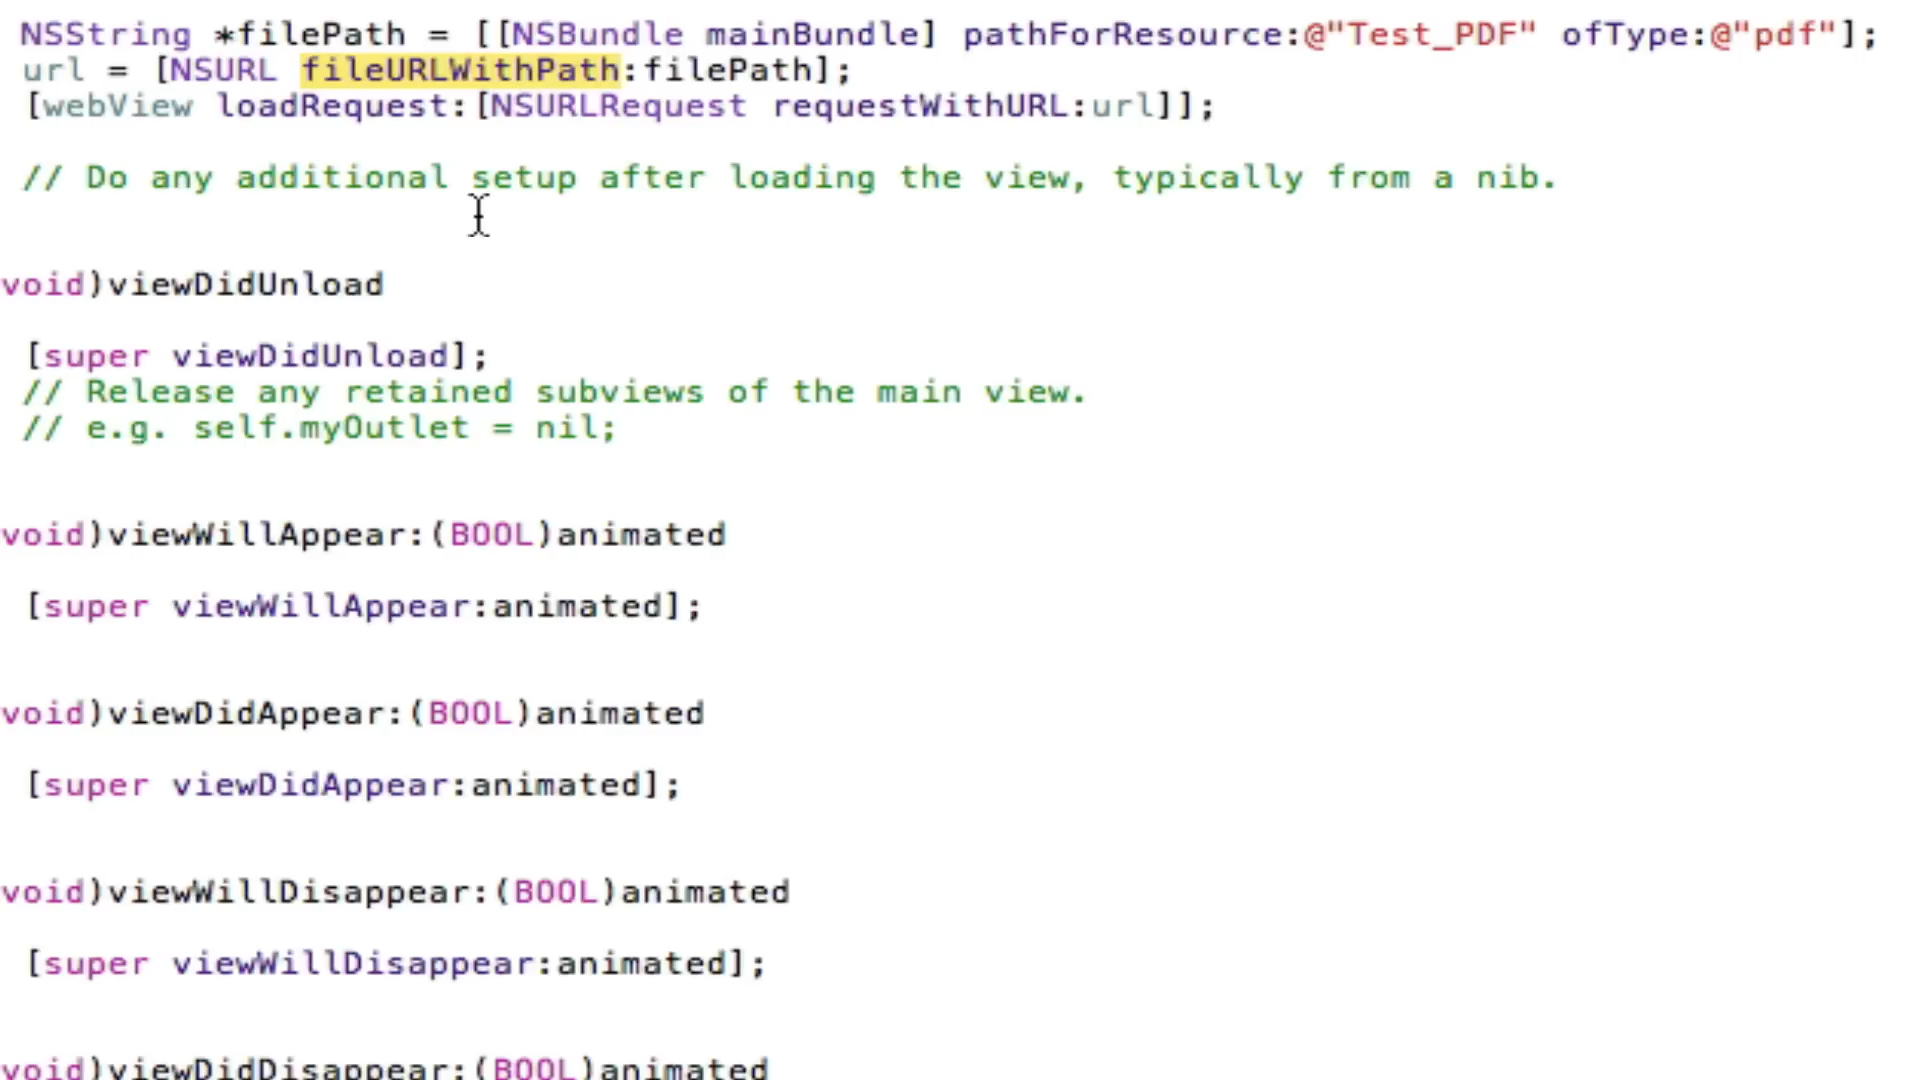 NSString *filePath = [[NSBundle mainBundle] pathForResource:@"Test_PDF" ofType:@"pdf"];
url = [NSURL fileURLWithPath:filePath];
[webView loadRequest:[NSURLRequest requestWithURL:url]];
// Do any additional setup after loading the view, typically from a nib.
void)viewDidUnload
[super viewDidUnload];
// Release any retained subviews of the main view.
// e.g. self.myOutlet = nil;
void)viewWillAppear:(BOOL)animated
[super viewWillAppear:animated];
void)viewDidAppear:(BOOL)animated
[super viewDidAppear:animated];
void)viewWillDisappear:(BOOL)animated
[super viewWillDisappear:animated];
void)viewDidDisappear:(BOOL)animated